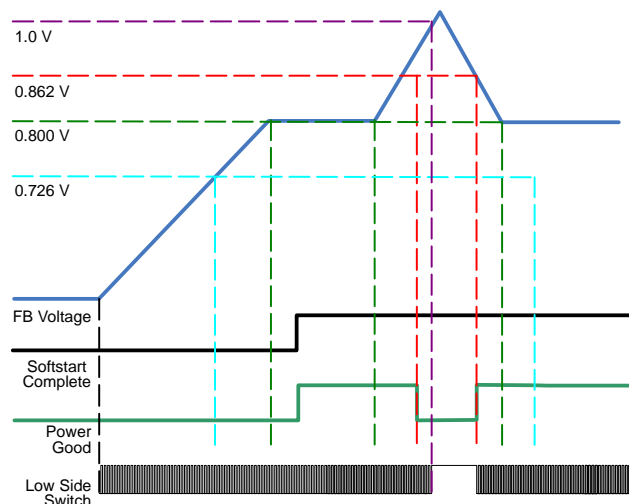 1.0 V
0.862 V
0.800 V
0.726 V
FB Voltage
Softstart
Complete
Power
Good
Low Side
Switch